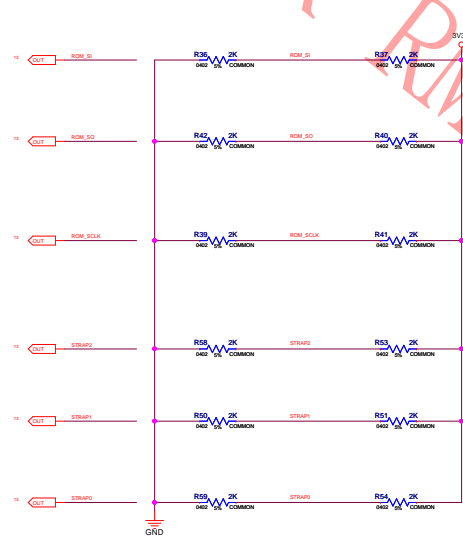 3V3
OUT ROM_SI R36 2K ROM_SI R37 2K
0402 5% COMMON 0402 5% COMMON
OUT ROM_SO R42 2K ROM_SO R40 2K
0402 5% COMMON 0402 5% COMMON
OUT ROM_SCLK R39 2K ROM_SCLK R41 2K
0402 5% COMMON 0402 5% COMMON
OUT STRAP2 R58 2K STRAP2 R53 2K
0402 5% COMMON 0402 5% COMMON
OUT STRAP1 R50 2K STRAP1 R51 2K
0402 5% COMMON 0402 5% COMMON
OUT STRAP0 R59 2K STRAP0 R54 2K
0402 5% COMMON 0402 5% COMMON
GND